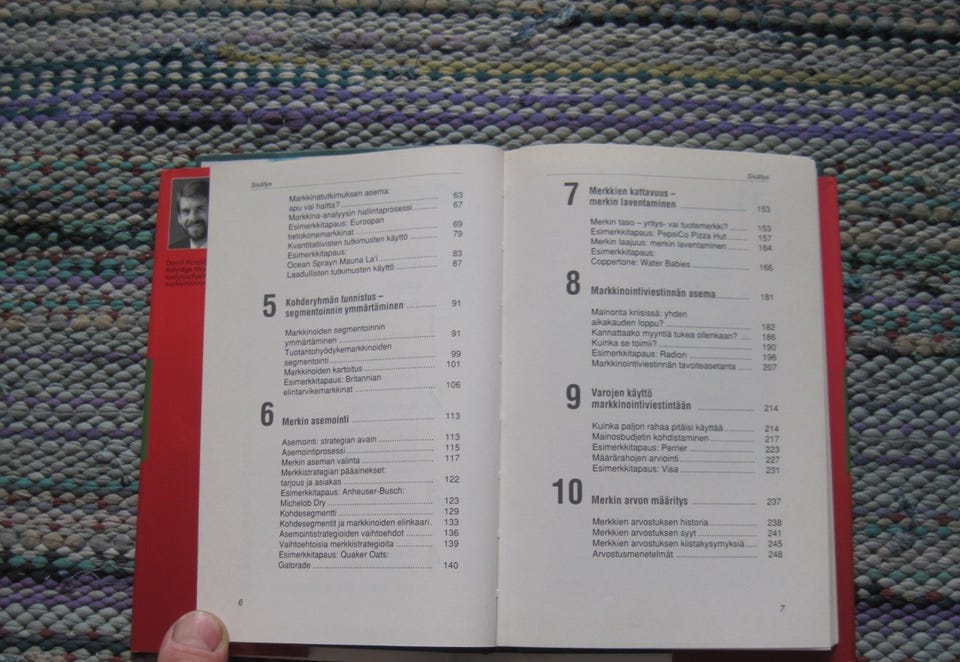 Sisällys
Markkinatutkimuksen asema:
apu vai haitta? 63
Markkina-analyysin hallintaprosessi 67
Esimerkkitapaus: Euroopan
tietokonemarkkinat 69
Kvantitatiivisten tutkimusten käyttö 79
Esimerkkitapaus:
Ocean Sprayn Mauna La'i 83
Laadullisten tutkimusten käyttö 87
5 Kohderyhmän tunnistus –
segmentoinnin ymmärtäminen 91
Markkinoiden segmentoinnin
ymmärtäminen 91
Tuotantohyödykemarkkinoiden
segmentointi 99
Markkinoiden kartoitus 101
Esimerkkitapaus: Britannian
elintarvikemarkkinat 106
6 Merkin asemointi 113
Asemointi: strategian avain 113
Asemointiprosessi 115
Merkin aseman valinta 117
Merkkistrategian pääainekset:
tarjous ja asiakas 122
Esimerkkitapaus: Anheuser-Busch:
Michelob Dry 123
Kohdesegmentti 129
Kohdesegmentit ja markkinoiden elinkaari 133
Asemointistrategioiden vaihtoehdot 136
Vaihtoehtoisia merkkistrategioita 139
Esimerkkitapaus: Quaker Oats:
Gatorade 140
6
Sisällys
7 Merkkien kattavuus –
merkin laventaminen 153
Merkin taso – yritys- vai tuotemerkki? 153
Esimerkkitapaus: PepsiCo Pizza Hut 157
Merkin laajuus: merkin laventaminen 164
Esimerkkitapaus:
Coppertone: Water Babies 166
8 Markkinointiviestinnän asema 181
Mainonta kriisissä: yhden
aikakauden loppu? 182
Kannattaako myyntiä tukea ollenkaan? 186
Kuinka se toimii? 190
Esimerkkitapaus: Radion 196
Markkinointiviestinnän tavoiteasetanta 207
9 Varojen käyttö
markkinointiviestintään 214
Kuinka paljon rahaa pitäisi käyttää 214
Mainosbudjetin kohdistaminen 217
Esimerkkitapaus: Perrier 223
Määrärahojen arviointi 227
Esimerkkitapaus: Visa 231
10 Merkin arvon määritys 237
Merkkien arvostuksen historia 238
Merkkien arvostuksen syyt 241
Merkkien arvostuksen kiistakysymyksiä 245
Arvostusmenetelmät 248
7